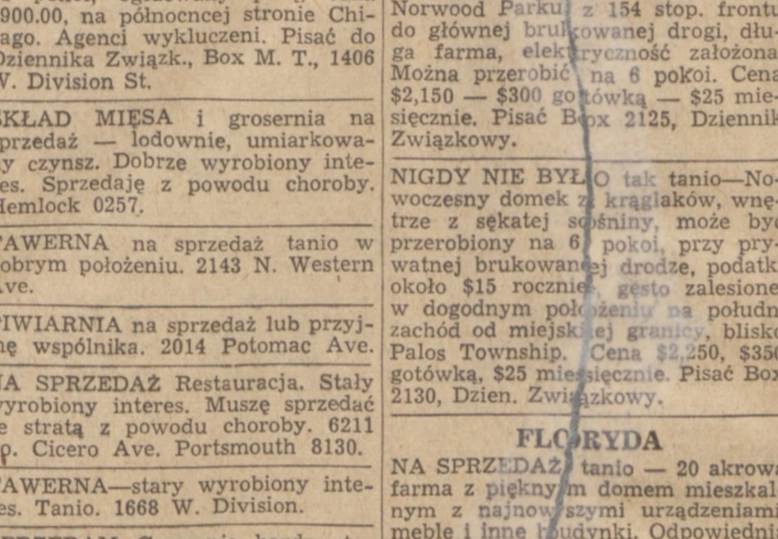 900.00, na północnej stronie Chi-
ago. Agenci wykluczeni. Pisać do
Dziennika Związk., Box M. T., 1406
W. Division St.
SKŁAD MIĘSA i grosernia na
sprzedaż — lodownie, umiarkowa-
ny czynsz. Dobrze wyrobiony inte-
res. Sprzedaję z powodu choroby.
Hemlock 0257.
TAWERNA na sprzedaż tanio w
dobrym położeniu. 2143 N. Western
Ave.
PIWIARNIA na sprzedaż lub przyj-
mę wspólnika. 2014 Potomac Ave.
NA SPRZEDAŻ Restauracja. Stały
wyrobiony interes. Muszę sprzedać
ze stratą z powodu choroby. 6211
So. Cicero Ave. Portsmouth 8130.
TAWERNA—stary wyrobiony inte-
res. Tanio. 1668 W. Division.
Norwood Parku z 154 stop. frontu
do głównej brukowanej drogi, dłu-
ga farma, elektryczność założona.
Można przerobić na 6 pokoi. Cena
$2,150 — $300 gotówką — $25 mie-
sięcznie. Pisać Box 2125, Dziennik
Związkowy.
NIGDY NIE BYŁO tak tanio—No-
woczesny domek z krąglaków, wnę-
trze z sękatej sośniny, może być
przerobiony na 6 pokoi, przy pry-
watnej brukowanej drodze, podatki
około $15 rocznie, gęsto zalesione
w dogodnym położeniu na połudn.
zachód od miejskiej granicy, blisko
Palos Township. Cena $2,250, $350
gotówką, $25 miesięcznie. Pisać Box
2130, Dzien. Związkowy.
FLORYDA
NA SPRZEDAŻ tanio — 20 akrowa
farma z pięknym domem mieszkal-
nym z najnowszymi urządzeniami
meble i inne budynki. Odpowiedni